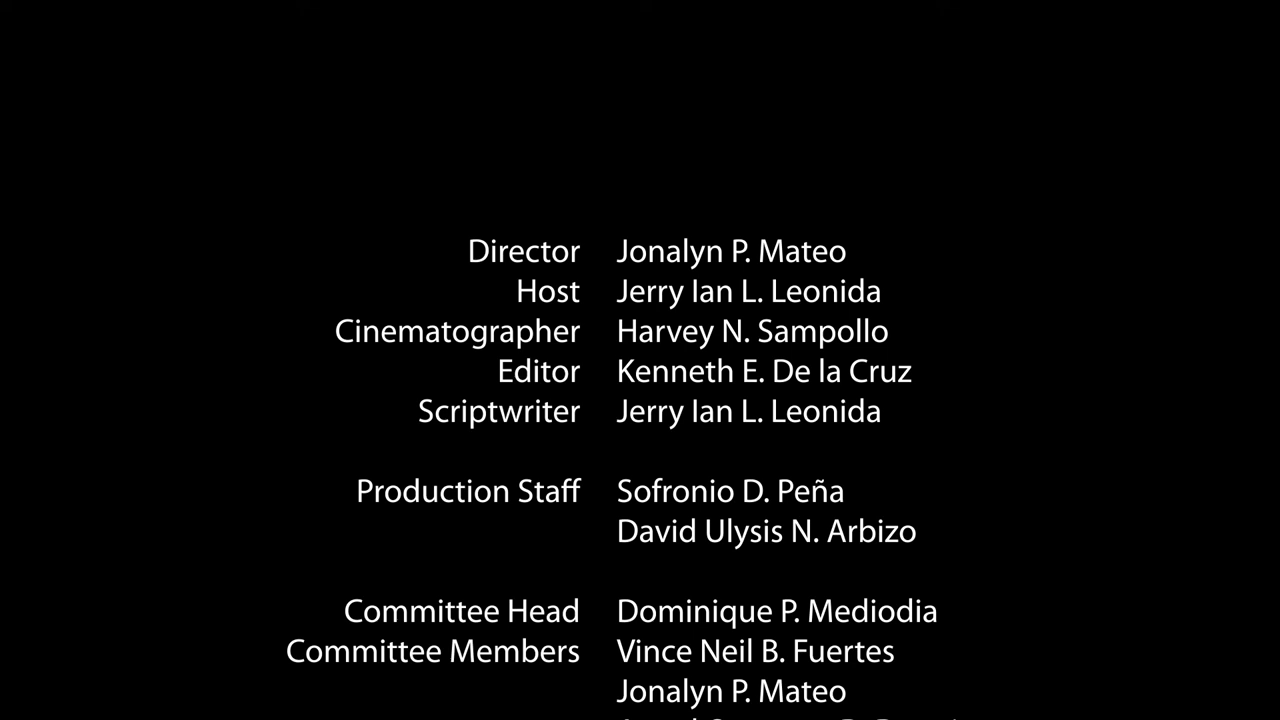 Director Jonalyn P. Mateo
Host Jerry Ian L. Leonida
Cinematographer Harvey N. Sampollo
Editor Kenneth E. De la Cruz
Scriptwriter Jerry Ian L. Leonida
Production Staff Sofronio D. Peña
David Ulysis N. Arbizo
Committee Head Dominique P. Mediodia
Committee Members Vince Neil B. Fuertes
Jonalyn P. Mateo